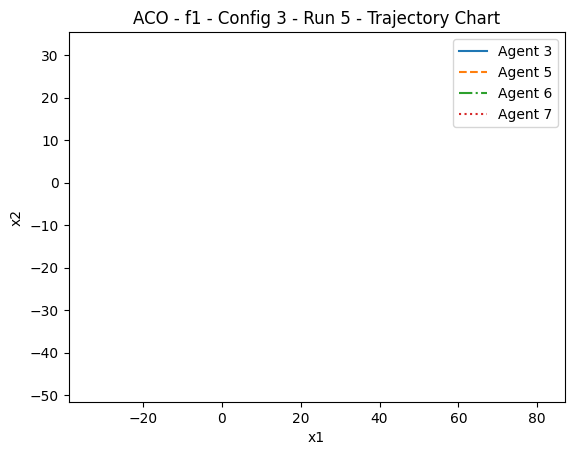 ACO - f1 - Config 3 - Run 5 - Trajectory Chart
Agent 3
Agent 5
Agent 6
Agent 7
30
20
10
0
−10
−20
−30
−40
−50
x2
−20
0
20
40
60
80
x1